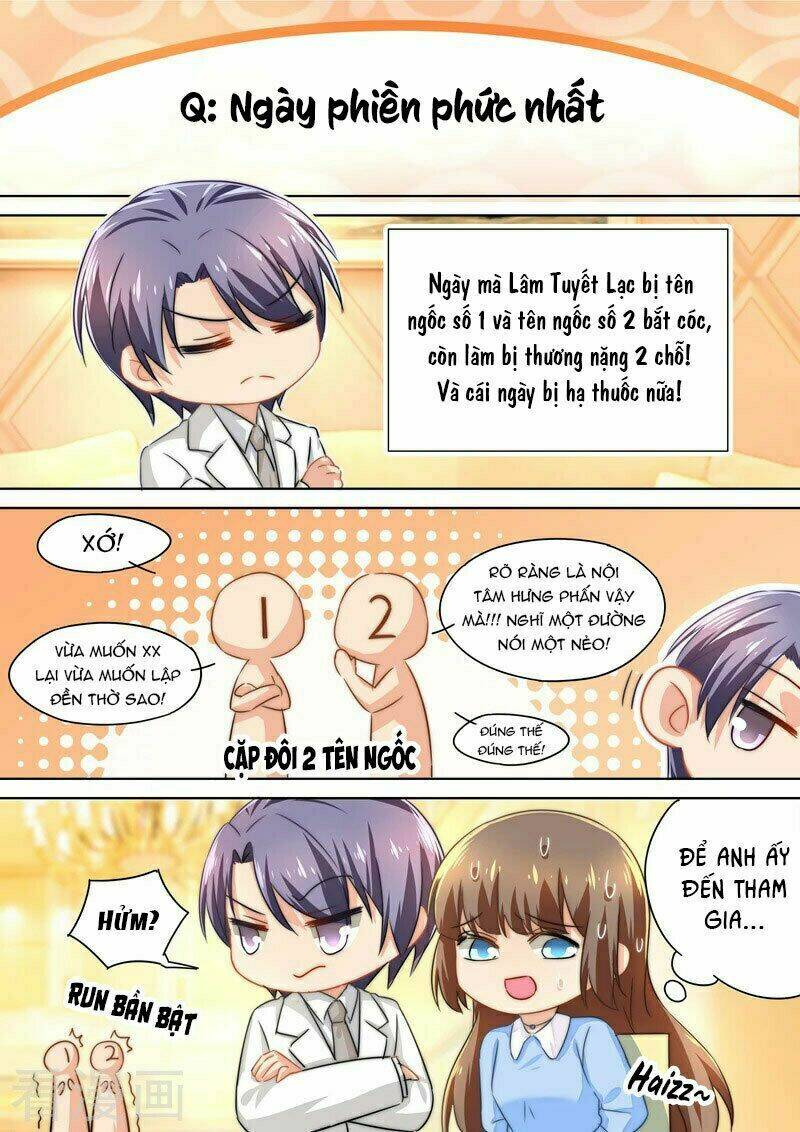 Q: Ngày phiền phức nhất
Ngày mà Lâm Tuyết Lạc bị tên
ngốc số 1 và tên ngốc số 2 bắt cóc,
còn làm bị thương nặng 2 chỗ!
Và cái ngày bị hạ thuốc nữa!
XỚ!
1
2
VỪA MUỐN XX
LẠI VỪA MUỐN LẬP
ĐỀN THỜ SAO!
RÕ RÀNG LÀ NỘI
TÂM HƯNG PHẤN VẬY
MÀ!!! NGHĨ MỘT ĐƯỜNG
NÓI MỘT NẺO!
ĐÚNG THẾ
ĐÚNG THẾ!
CẶP ĐÔI 2 TÊN NGỐC
HỬM?
ĐỂ ANH ẤY
ĐẾN THAM
GIA...
RUN BẦN BẬT
1
2
Haizz~
看漫画